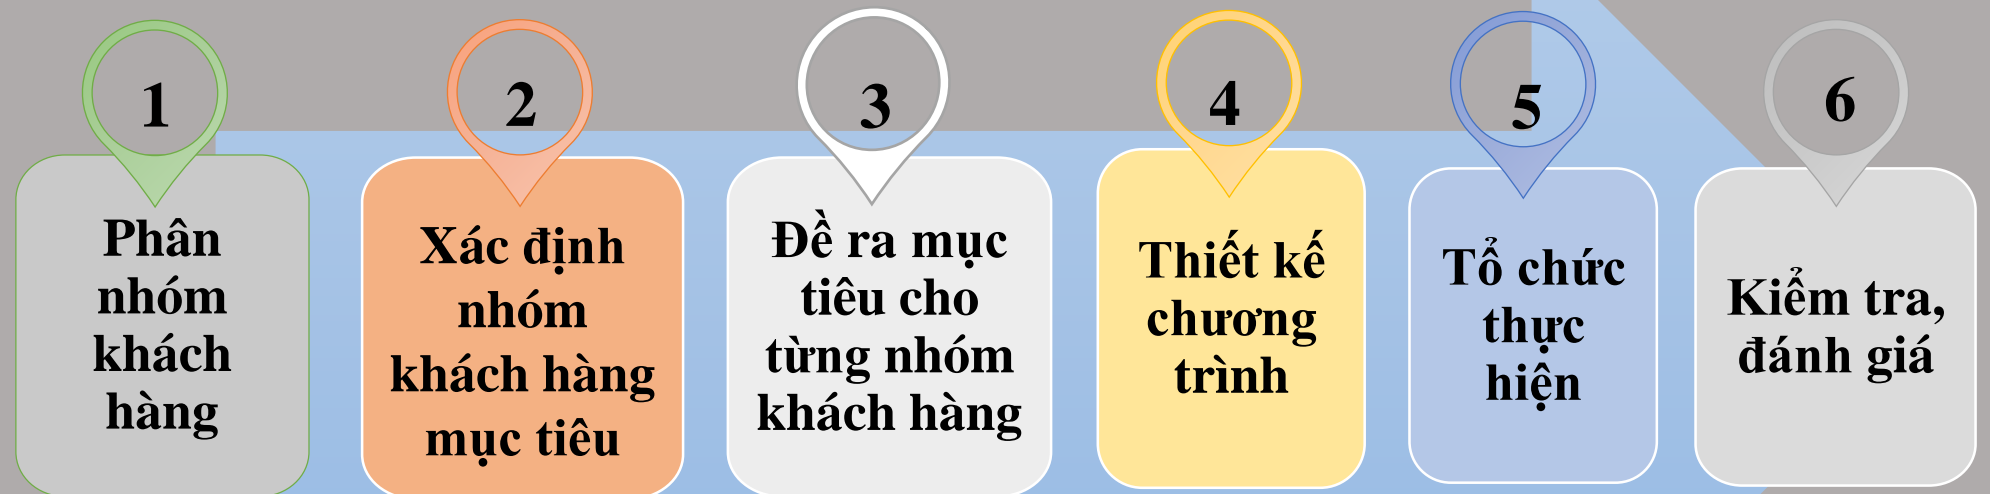 1
Phân
nhóm
khách
hàng
2
Xác định
nhóm
khách hàng
mục tiêu
3
Đề ra mục
tiêu cho
từng nhóm
khách hàng
4
Thiết kế
chương
trình
5
Tổ chức
thực
hiện
6
Kiểm tra,
đánh giá